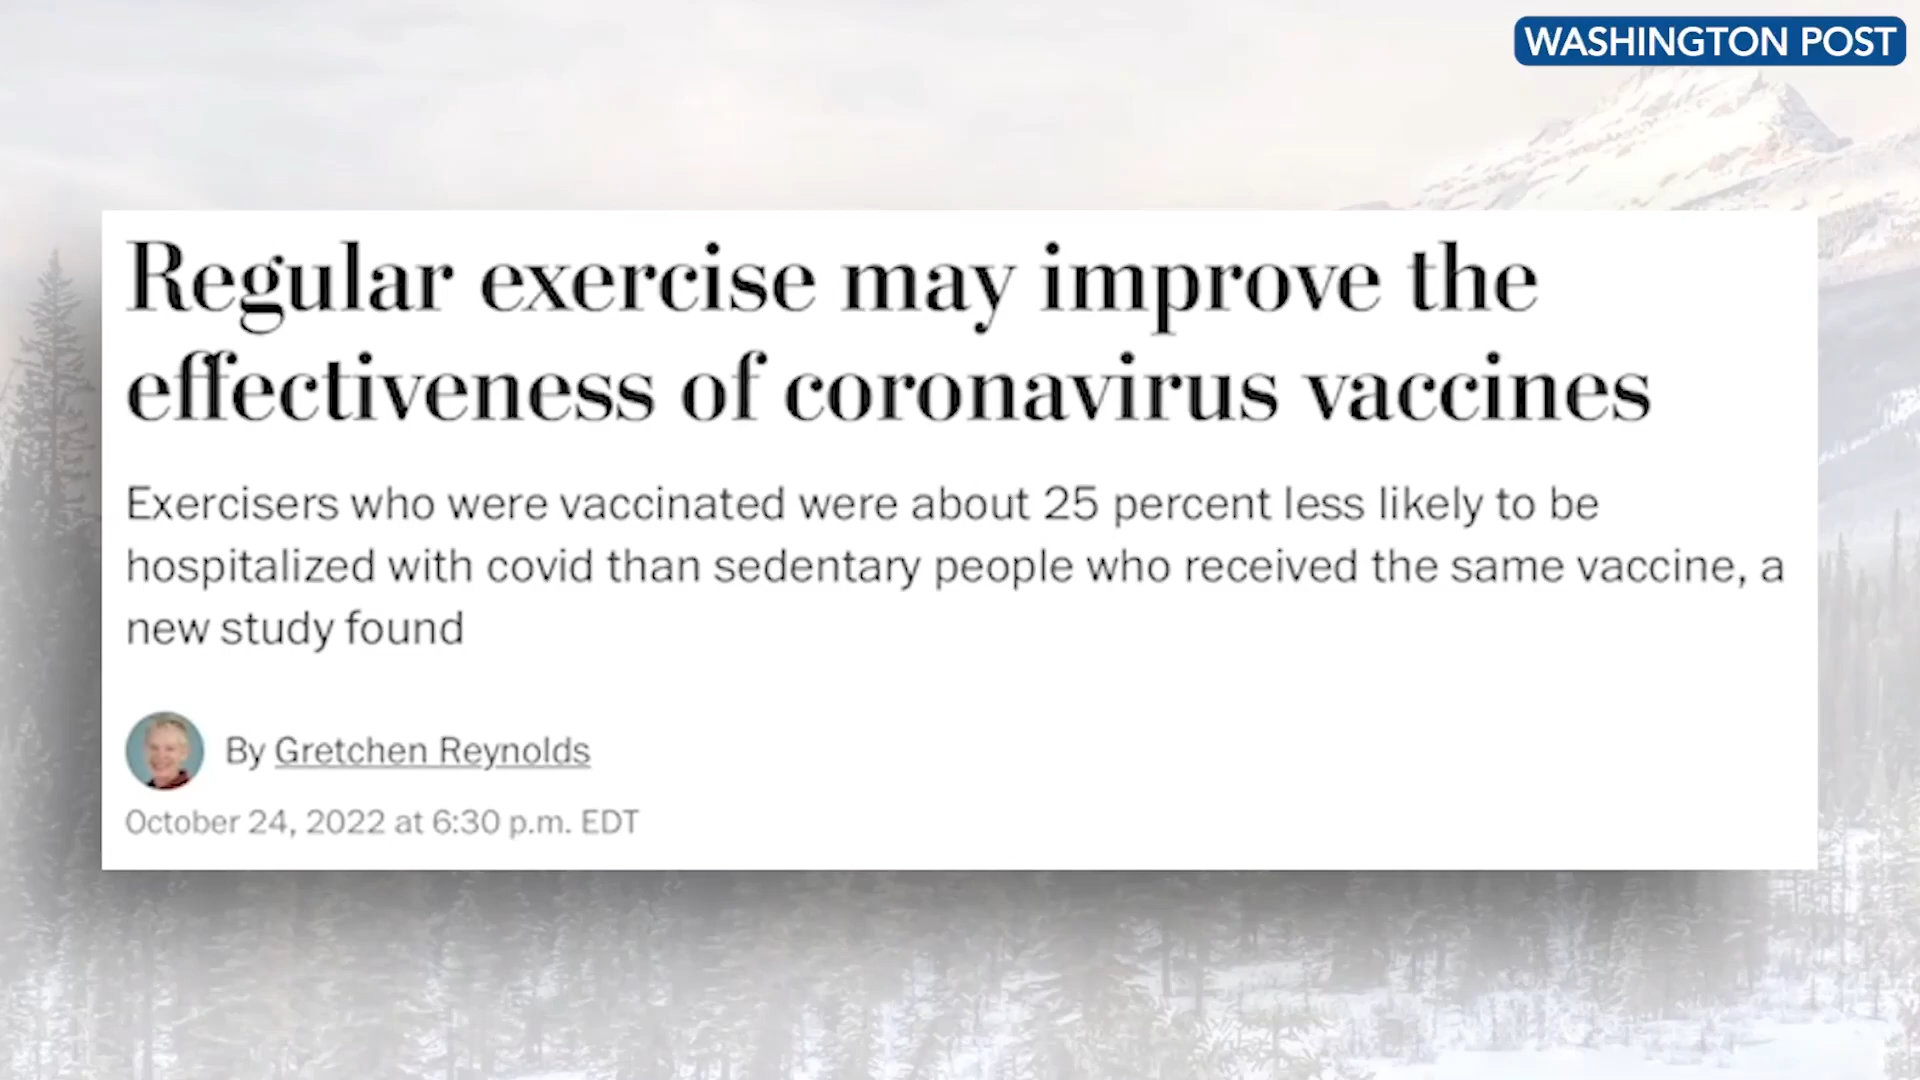 WASHINGTON POST
Regular exercise may improve the
effectiveness of coronavirus vaccines
Exercisers who were vaccinated were about 25 percent less likely to be
hospitalized with covid than sedentary people who received the same vaccine, a
new study found
By Gretchen Reynolds
October 24, 2022 at 6:30 p.m. EDT